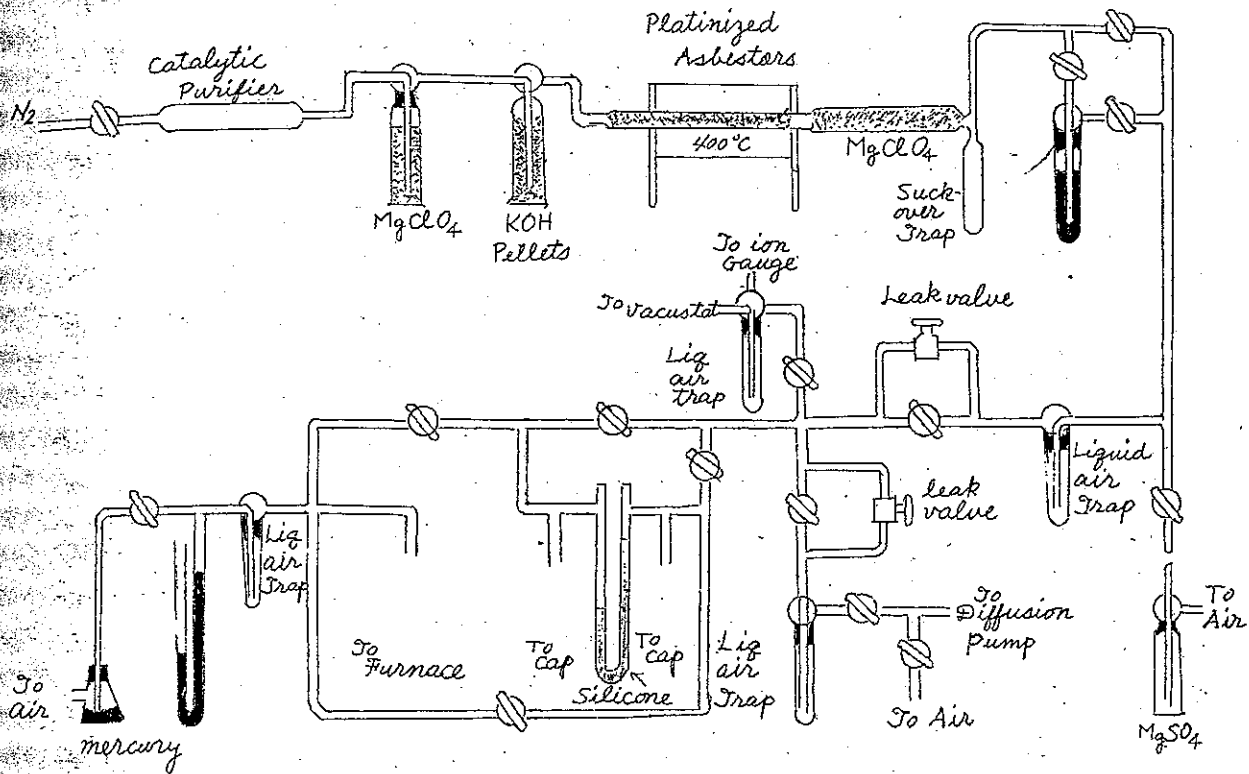 Platinized
Asbestors
Catalytic
Purifier
N2
400°C
MgClO4
MgClO4
KOH
Pellets
Suck-
over
Trap
To ion
Gauge
To Vacustat
Leak valve
Liq
air
trap
Liquid
air
Trap
leak
valve
Liq
air
Trap
To
Furnace
To
Cap
To
Cap
Silicone
Liq
air
Trap
To
Diffusion
Pump
To
Air
To
air
mercury
To Air
MgSO4